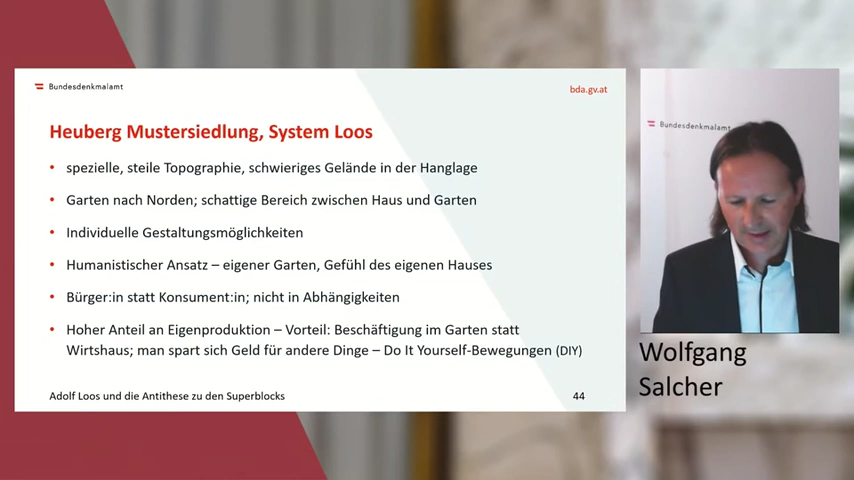 Bundesdenkmalamt
bda.gv.at
Heuberg Mustersiedlung, System Loos
• spezielle, steile Topographie, schwieriges Gelände in der Hanglage
• Garten nach Norden; schattige Bereich zwischen Haus und Garten
• Individuelle Gestaltungsmöglichkeiten
• Humanistischer Ansatz – eigener Garten, Gefühl des eigenen Hauses
• Bürger:in statt Konsument:in; nicht in Abhängigkeiten
• Hoher Anteil an Eigenproduktion – Vorteil: Beschäftigung im Garten statt
Wirtshaus; man spart sich Geld für andere Dinge – Do It Yourself-Bewegungen (DIY)
Adolf Loos und die Antithese zu den Superblocks
44
Bundesdenkmalamt
Wolfgang
Salcher